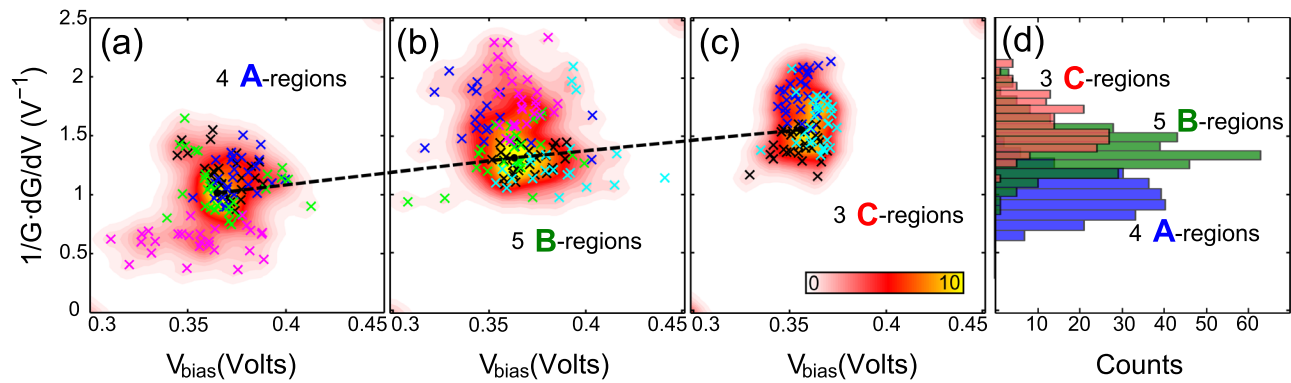 2.5
2
1.5
1
0.5
0
1/G·dG/dV (V⁻¹)
(a)
4 A-regions
0.3 0.35 0.4 0.45
V_bias(Volts)
(b)
5 B-regions
0.3 0.35 0.4 0.45
V_bias(Volts)
(c)
3 C-regions
0 10
0.3 0.35 0.4 0.45
V_bias(Volts)
(d)
3 C-regions
5 B-regions
4 A-regions
10 20 30 40 50 60
Counts